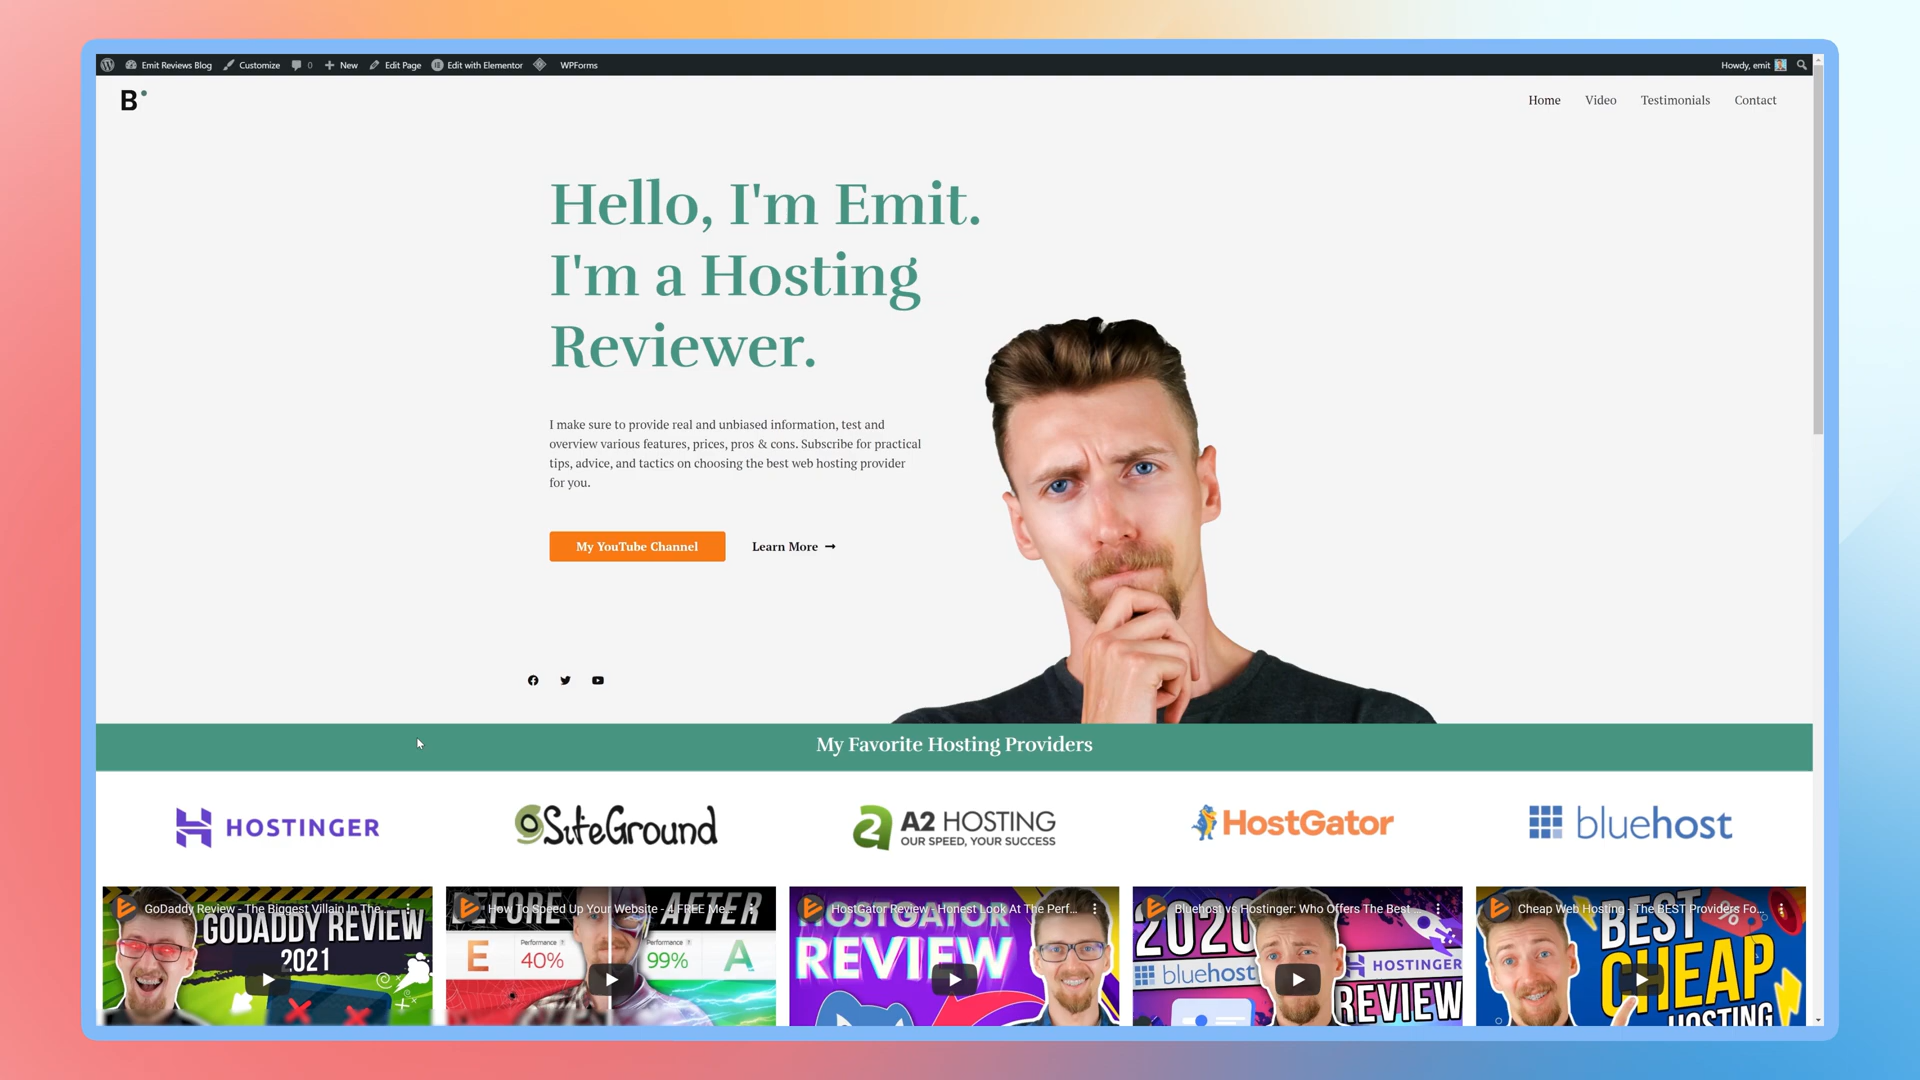 Emit Reviews Blog Customize 0 New Edit Page Edit with Elementor WPForms Howdy, emit
B
Home Video Testimonials Contact
Hello, I'm Emit.
I'm a Hosting
Reviewer.
I make sure to provide real and unbiased information, test and
overview various features, prices, pros & cons. Subscribe for practical
tips, advice, and tactics on choosing the best web hosting provider
for you.
My YouTube Channel
Learn More →
My Favorite Hosting Providers
HOSTINGER
SiteGround
a2 A2 HOSTING
OUR SPEED, YOUR SUCCESS
HostGator
bluehost
GoDaddy Review - The Biggest Villain In The...
GODADDY REVIEW
2021
BEFORE AFTER
How To Speed Up Your Website - 4 FREE Me...
E
Performance ?
40%
Performance ?
99%
A
HOSTGATOR
HostGator Review - Honest Look At The Perf...
REVIEW
Bluehost vs Hostinger: Who Offers The Best ...
2020
bluehost
HOSTINGER
REVIEW
Cheap Web Hosting - The BEST Providers Fo...
%
BEST
CHEAP
HOSTING